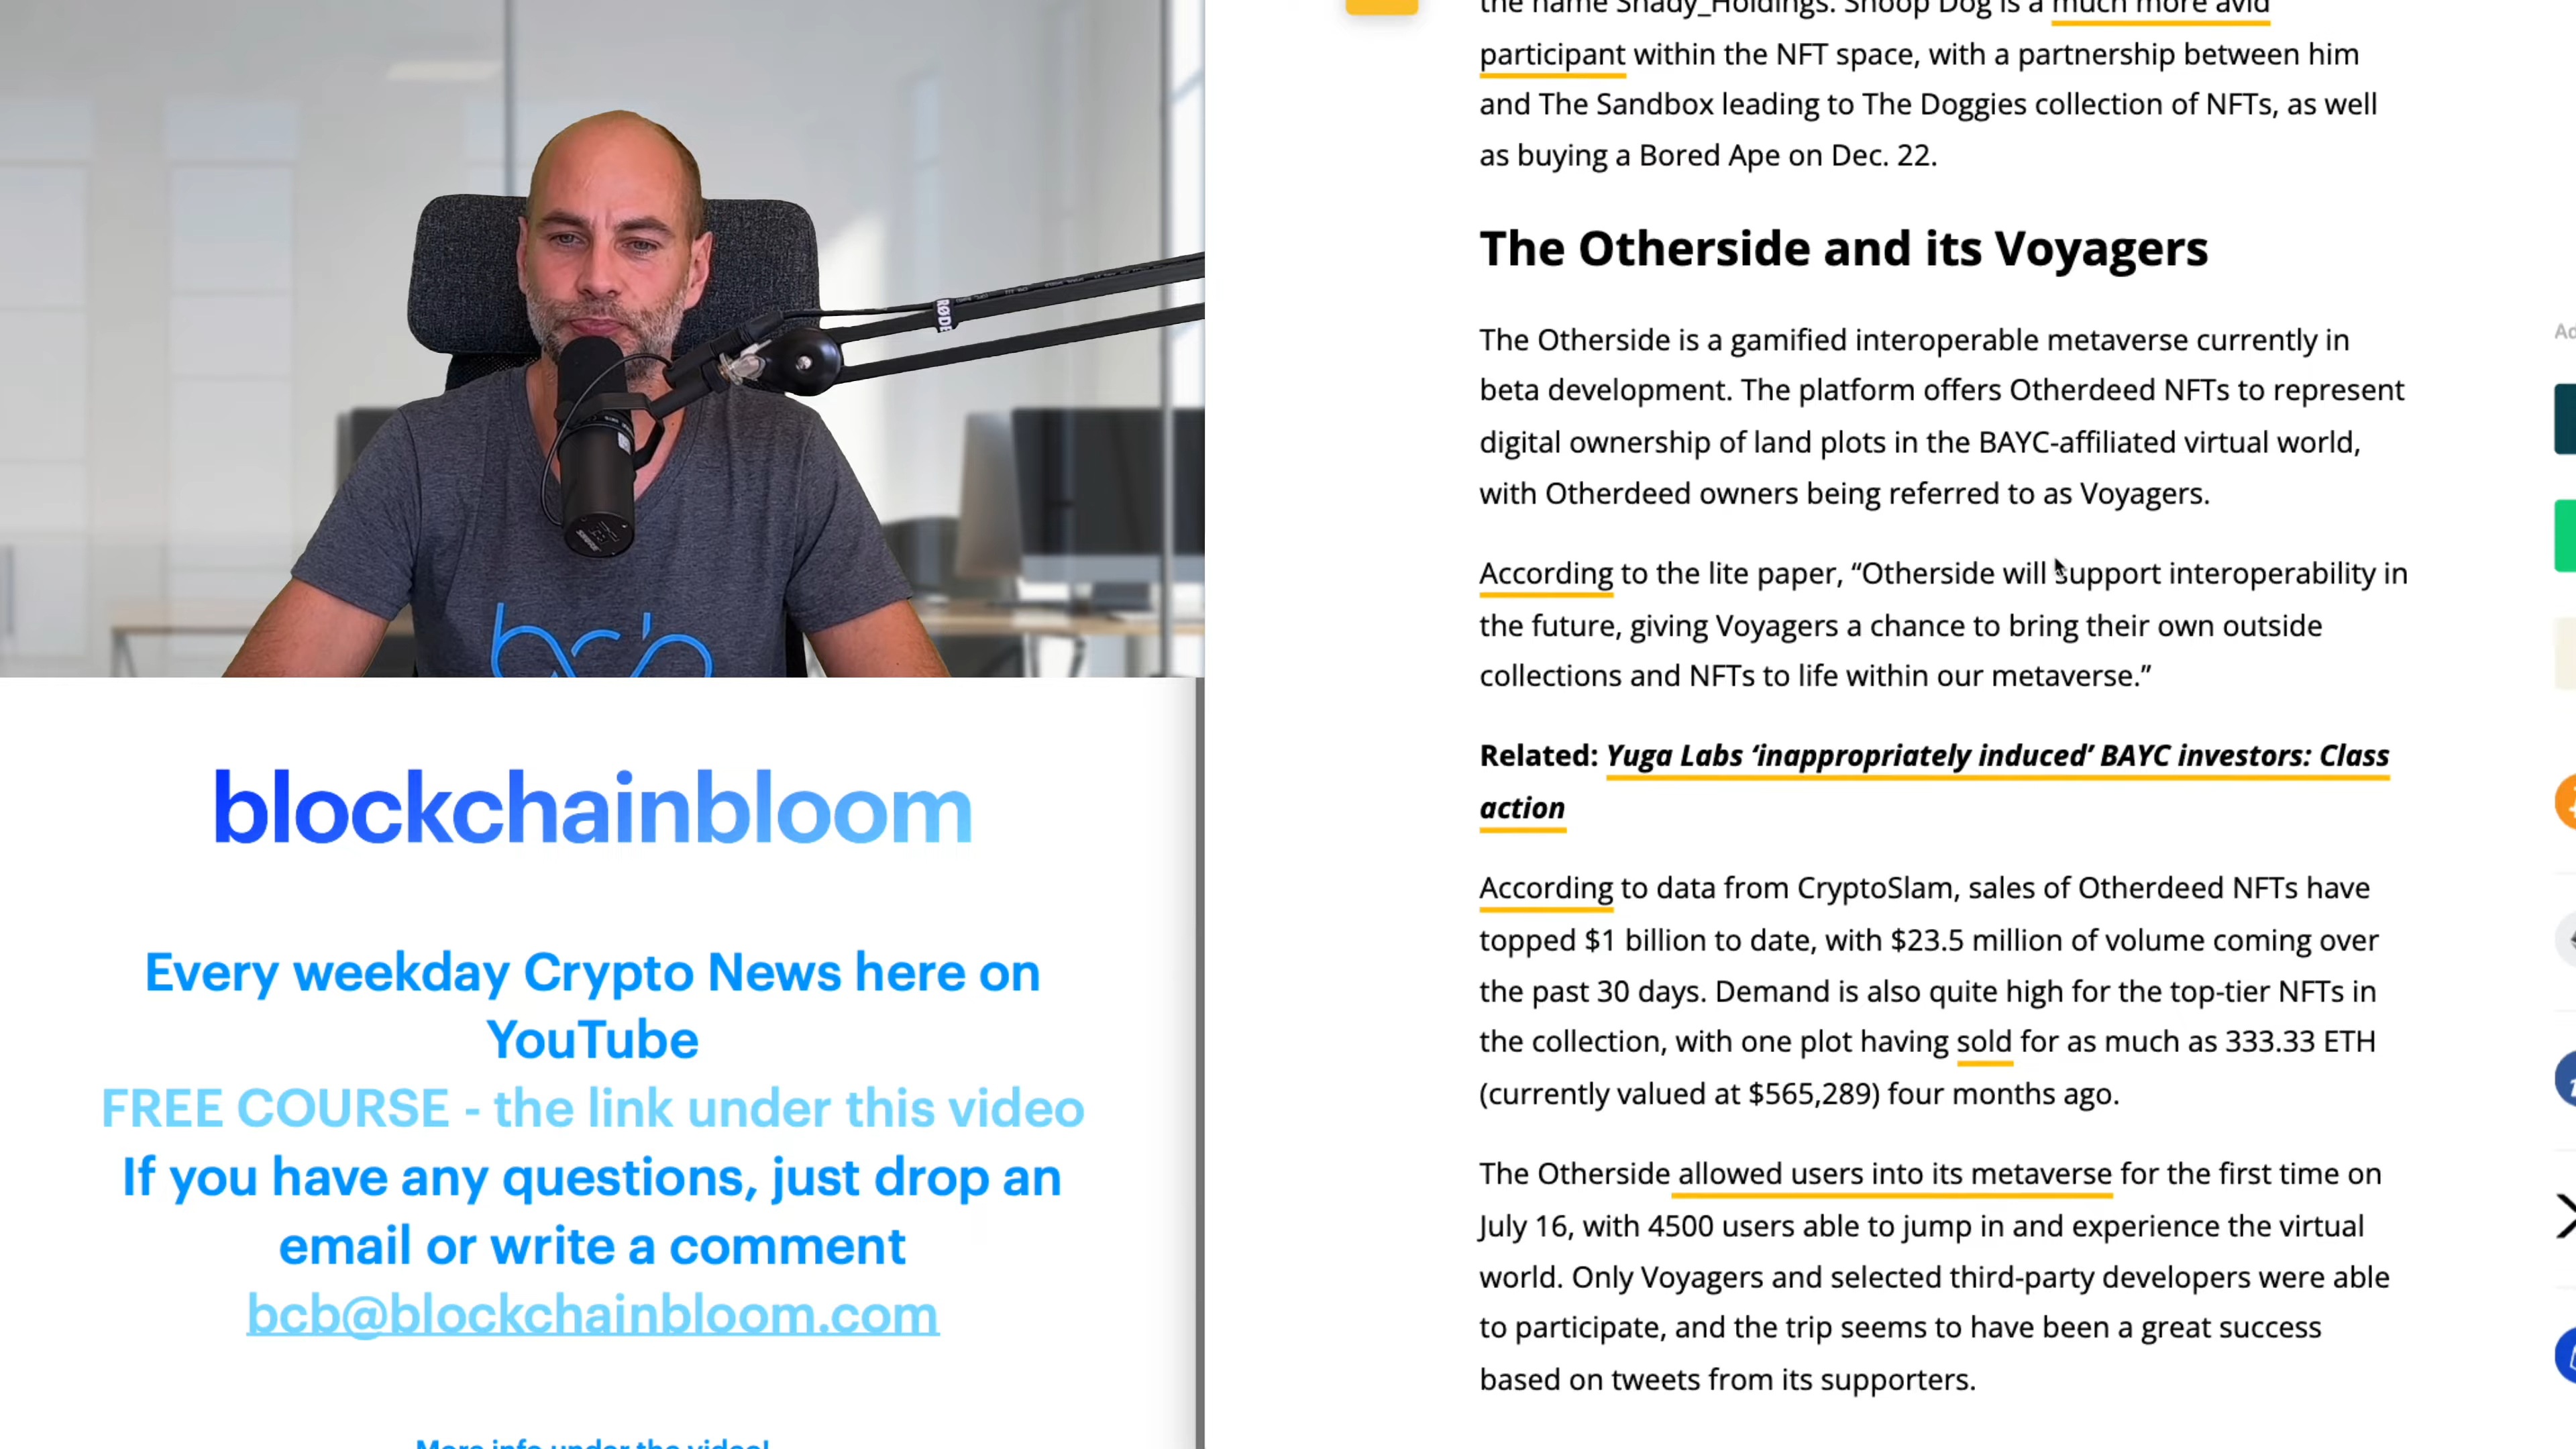 RØDE
bcb
blockchainbloom
Every weekday Crypto News here on
YouTube
FREE COURSE - the link under this video
If you have any questions, just drop an
email or write a comment
bcb@blockchainbloom.com
More info under the video!
the name Shady_Holdings. Snoop Dog is a much more avid
participant within the NFT space, with a partnership between him
and The Sandbox leading to The Doggies collection of NFTs, as well
as buying a Bored Ape on Dec. 22.
The Otherside and its Voyagers
The Otherside is a gamified interoperable metaverse currently in
beta development. The platform offers Otherdeed NFTs to represent
digital ownership of land plots in the BAYC-affiliated virtual world,
with Otherdeed owners being referred to as Voyagers.
According to the lite paper, “Otherside will support interoperability in
the future, giving Voyagers a chance to bring their own outside
collections and NFTs to life within our metaverse.”
Related: Yuga Labs ‘inappropriately induced’ BAYC investors: Class
action
According to data from CryptoSlam, sales of Otherdeed NFTs have
topped $1 billion to date, with $23.5 million of volume coming over
the past 30 days. Demand is also quite high for the top-tier NFTs in
the collection, with one plot having sold for as much as 333.33 ETH
(currently valued at $565,289) four months ago.
The Otherside allowed users into its metaverse for the first time on
July 16, with 4500 users able to jump in and experience the virtual
world. Only Voyagers and selected third-party developers were able
to participate, and the trip seems to have been a great success
based on tweets from its supporters.